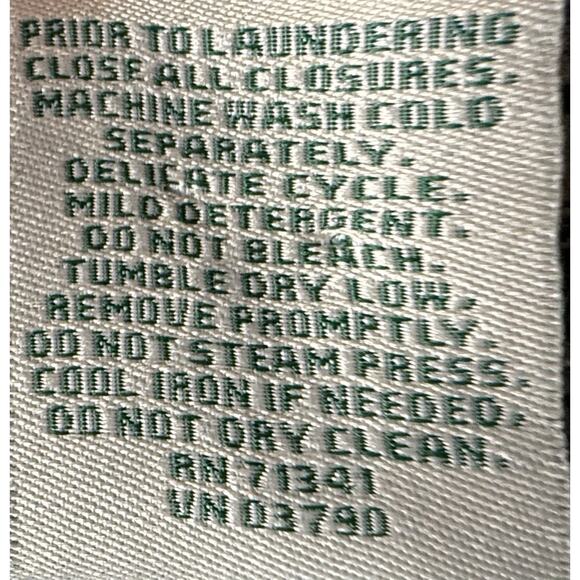 PRIOR TO LAUNDERING
CLOSE ALL CLOSURES.
MACHINE WASH COLD
SEPARATELY.
DELICATE CYCLE.
MILD DETERGENT.
DO NOT BLEACH.
TUMBLE DRY LOW.
REMOVE PROMPTLY.
DO NOT STEAM PRESS.
COOL IRON IF NEEDED.
DO NOT DRY CLEAN.
RN 71341
VN 03790